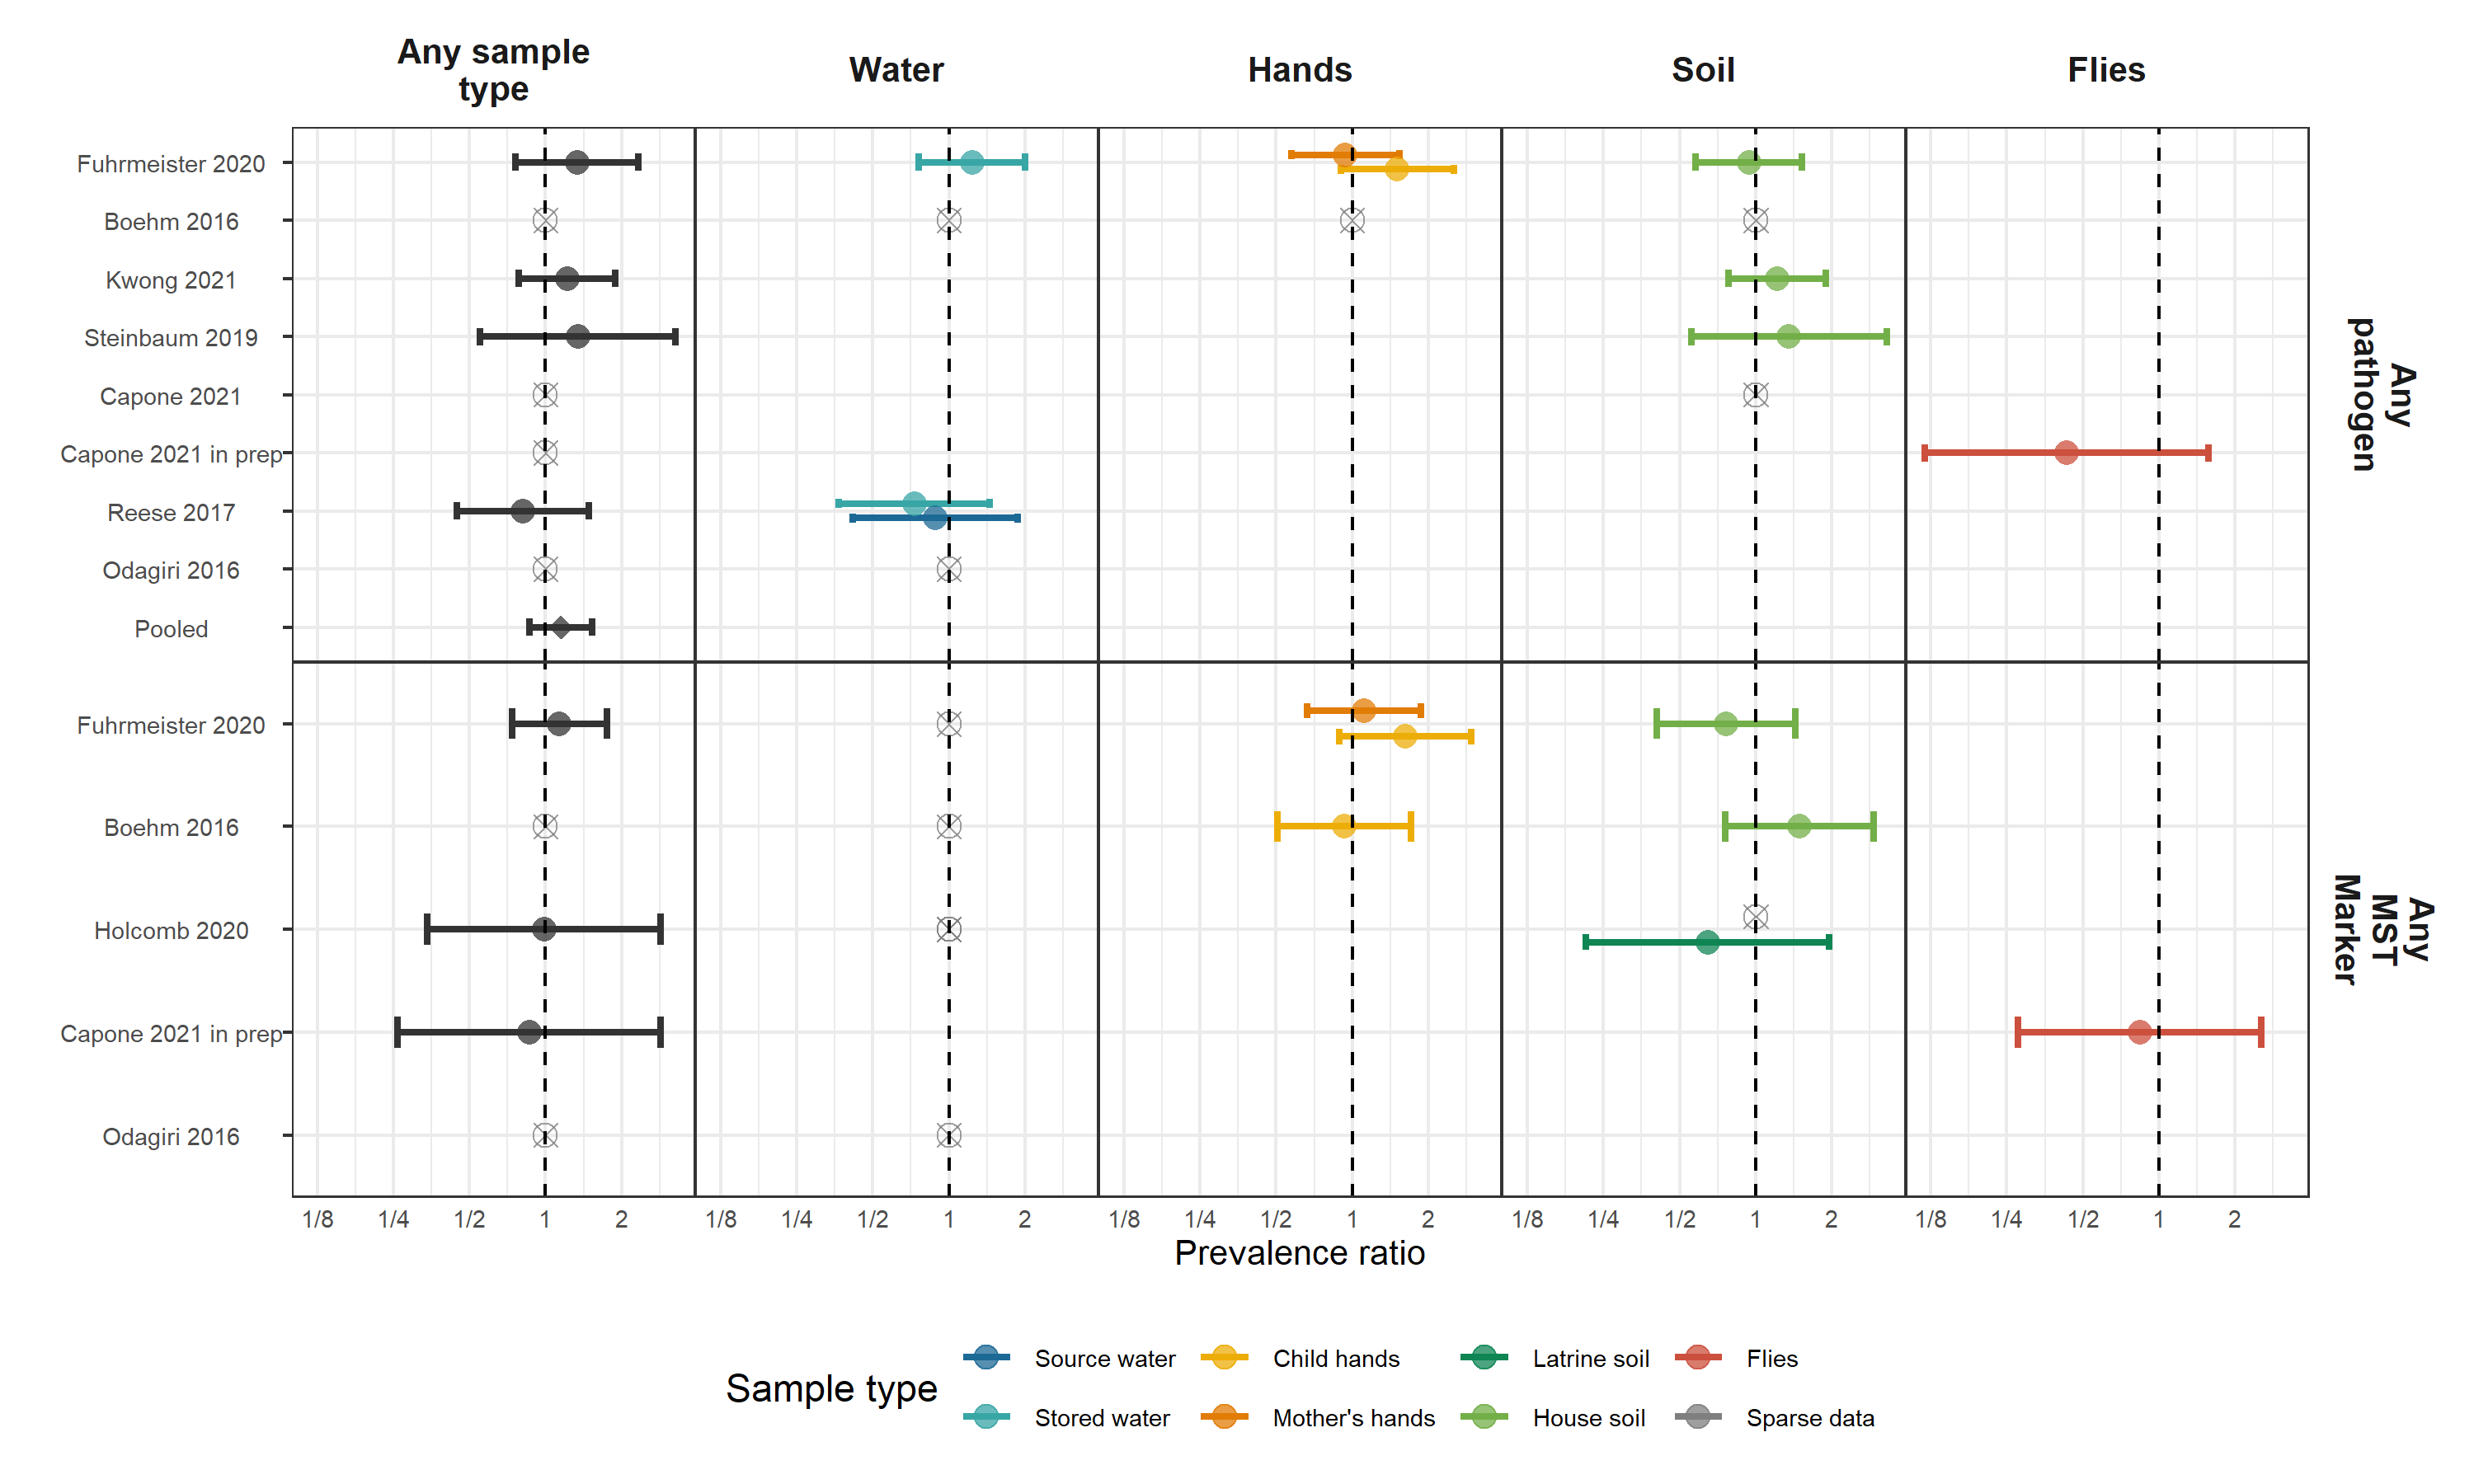 Any sample
type
Water
Hands
Soil
Flies
Fuhrmeister 2020
Boehm 2016
Kwong 2021
Steinbaum 2019
Capone 2021
Capone 2021 in prep
Reese 2017
Odagiri 2016
Pooled
Any
pathogen
Fuhrmeister 2020
Boehm 2016
Holcomb 2020
Capone 2021 in prep
Odagiri 2016
Any
MST
Marker
1/8 1/4 1/2 1 2 1/8 1/4 1/2 1 2 1/8 1/4 1/2 1 2 1/8 1/4 1/2 1 2 1/8 1/4 1/2 1 2
Prevalence ratio
Sample type
Source water Child hands Latrine soil Flies
Stored water Mother's hands House soil Sparse data